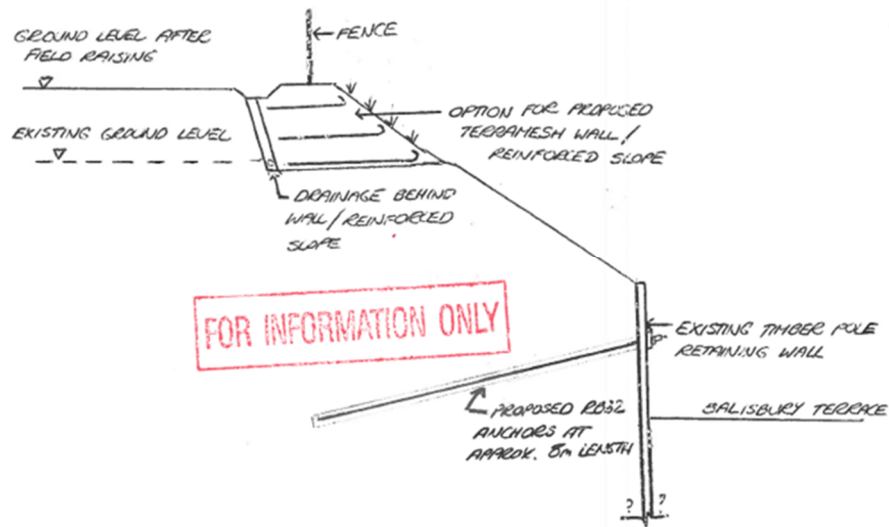 GROUND LEVEL AFTER
FIELD RAISING
FENCE
OPTION FOR PROPOSED
TERRAMESH WALL /
REINFORCED SLOPE
EXISTING GROUND LEVEL
DRAINAGE BEHIND
WALL / REINFORCED
SLOPE
FOR INFORMATION ONLY
EXISTING TIMBER POLE
RETAINING WALL
PROPOSED RB32
ANCHORS AT
APPROX. 8m LENGTH
SALISBURY TERRACE
? ?